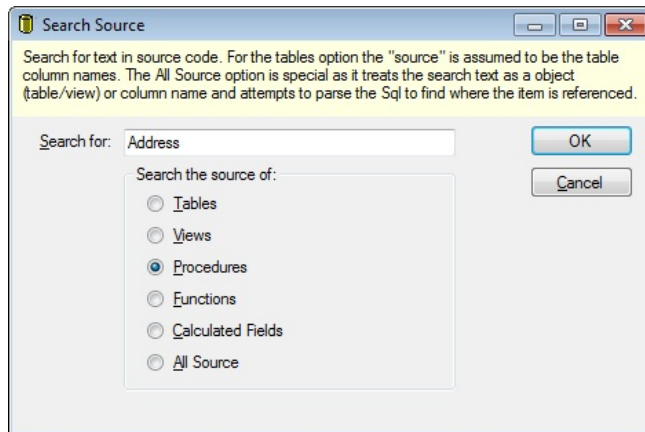 Search Source
Search for text in source code. For the tables option the "source" is assumed to be the table
column names. The All Source option is special as it treats the search text as a object
(table/view) or column name and attempts to parse the Sql to find where the item is referenced.
Search for: Address OK
Search the source of: Cancel
Tables
Views
Procedures
Functions
Calculated Fields
All Source